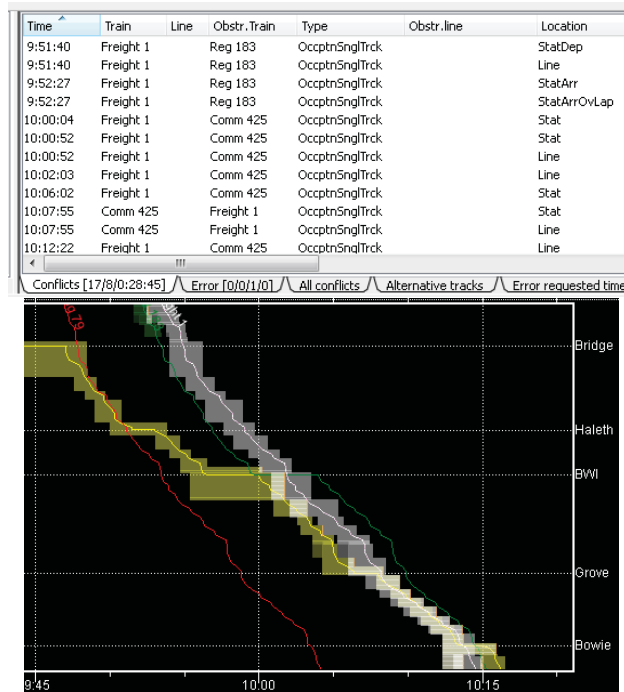 Time Train Line Obstr.Train Type Obstr.line Location
9:51:40 Freight 1 Reg 183 OccptnSnglTrck StatDep
9:51:40 Freight 1 Reg 183 OccptnSnglTrck Line
9:52:27 Freight 1 Reg 183 OccptnSnglTrck StatArr
9:52:27 Freight 1 Reg 183 OccptnSnglTrck StatArrOvLap
10:00:04 Freight 1 Comm 425 OccptnSnglTrck Stat
10:00:52 Freight 1 Comm 425 OccptnSnglTrck Stat
10:00:52 Freight 1 Comm 425 OccptnSnglTrck Line
10:02:03 Freight 1 Comm 425 OccptnSnglTrck Line
10:06:02 Freight 1 Comm 425 OccptnSnglTrck Stat
10:07:55 Comm 425 Freight 1 OccptnSnglTrck Stat
10:07:55 Comm 425 Freight 1 OccptnSnglTrck Line
10:12:22 Freight 1 Comm 425 OccptnSnglTrck Line
Conflicts [17/8/0:28:45] Error [0/0/1/0] All conflicts Alternative tracks Error requested time
g 79
ht 1
Bridge
Haleth
BWI
Grove
Bowie
9:45 10:00 10:15